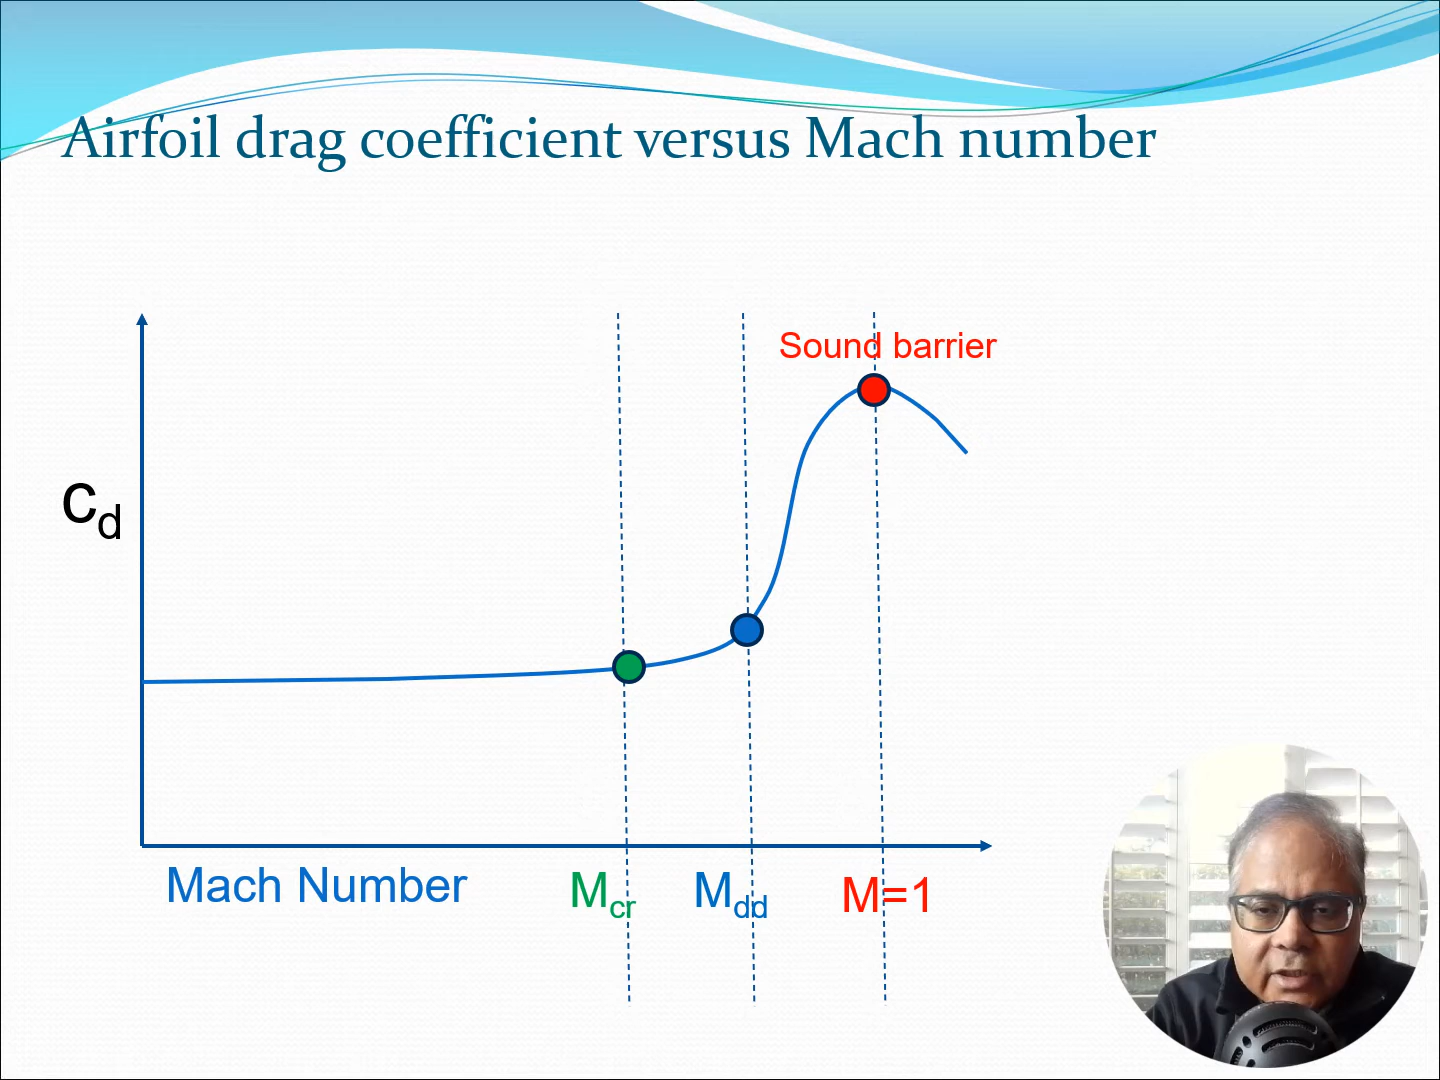 Airfoil drag coefficient versus Mach number
Sound barrier
cd
Mach Number
Mcr
Mdd
M=1